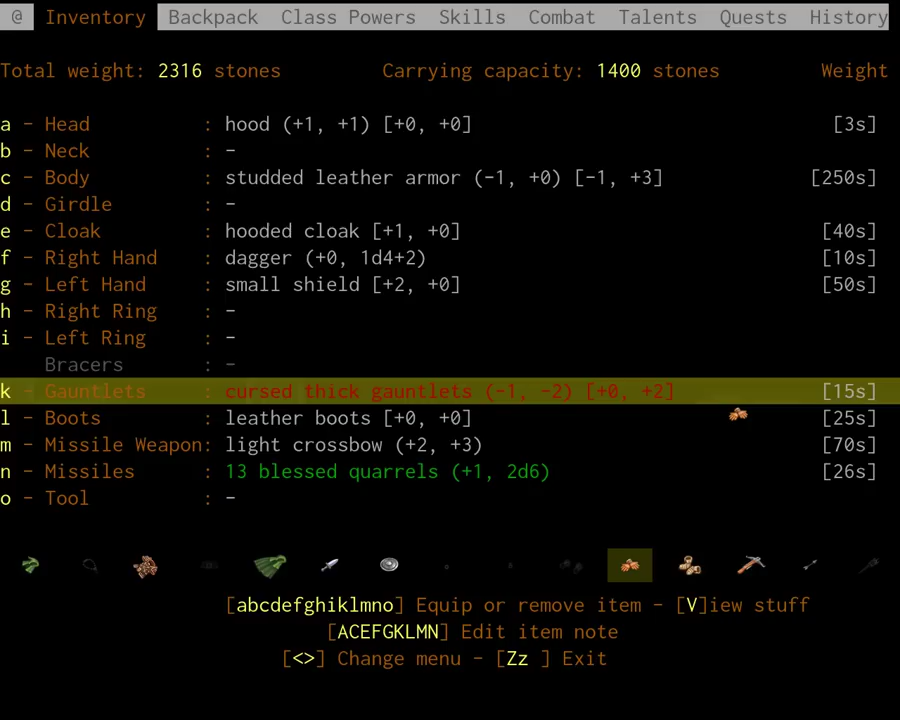 @ Inventory Backpack Class Powers Skills Combat Talents Quests History
Total weight: 2316 stones Carrying capacity: 1400 stones Weight
a - Head : hood (+1, +1) [+0, +0] [3s]
b - Neck : -
c - Body : studded leather armor (-1, +0) [-1, +3] [250s]
d - Girdle : -
e - Cloak : hooded cloak [+1, +0] [40s]
f - Right Hand : dagger (+0, 1d4+2) [10s]
g - Left Hand : small shield [+2, +0] [50s]
h - Right Ring : -
i - Left Ring : -
Bracers : -
k - Gauntlets : cursed thick gauntlets (-1, -2) [+0, +2] [15s]
l - Boots : leather boots [+0, +0] [25s]
m - Missile Weapon: light crossbow (+2, +3) [70s]
n - Missiles : 13 blessed quarrels (+1, 2d6) [26s]
o - Tool : -
[abcdefghiklmno] Equip or remove item - [V]iew stuff
[ACEFGKLMN] Edit item note
[<>] Change menu - [Zz ] Exit